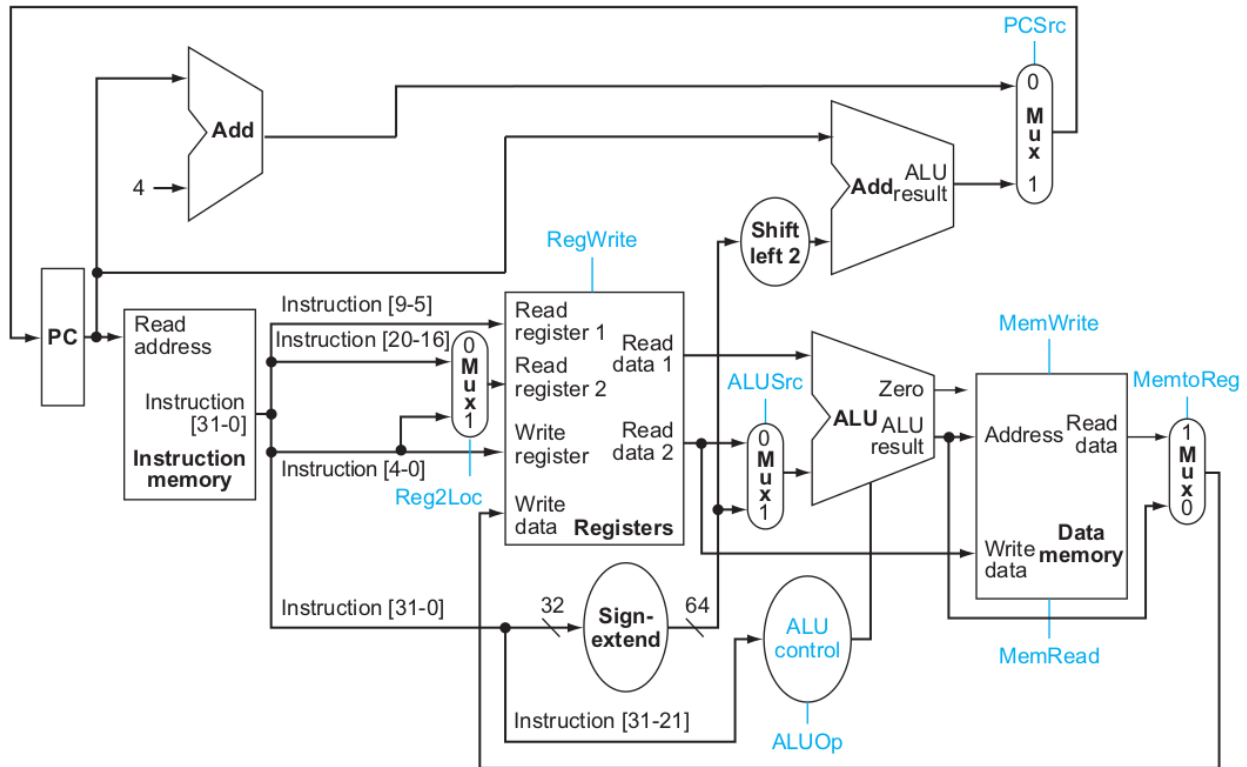 PCSrc
0
M
u
x
1
Add
ALU
Add
result
4
Shift
left 2
RegWrite
PC
Read
address
Instruction
[31-0]
Instruction
memory
Instruction [9-5]
Instruction [20-16]
0
M
u
x
1
Instruction [4-0]
Reg2Loc
Read
register 1
Read
register 2
Write
register
Write
data
Read
data 1
Read
data 2
Registers
ALUSrc
0
M
u
x
1
Zero
ALU
ALU
result
MemWrite
Address
Read
data
Write
data
Data
memory
MemRead
MemtoReg
1
M
u
x
0
Instruction [31-0]
32
Sign-
extend
64
ALU
control
Instruction [31-21]
ALUOp